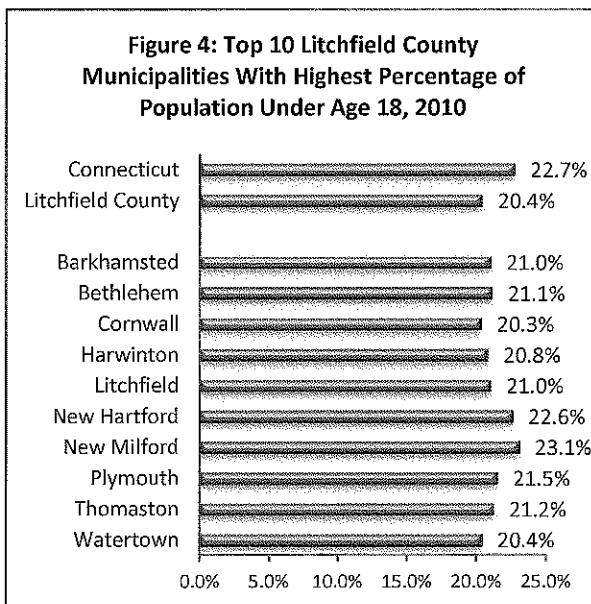 Figure 4: Top 10 Litchfield County
Municipalities With Highest Percentage of
Population Under Age 18, 2010
Connecticut 22.7%
Litchfield County 20.4%
Barkhamsted 21.0%
Bethlehem 21.1%
Cornwall 20.3%
Harwinton 20.8%
Litchfield 21.0%
New Hartford 22.6%
New Milford 23.1%
Plymouth 21.5%
Thomaston 21.2%
Watertown 20.4%
0.0% 5.0% 10.0% 15.0% 20.0% 25.0%